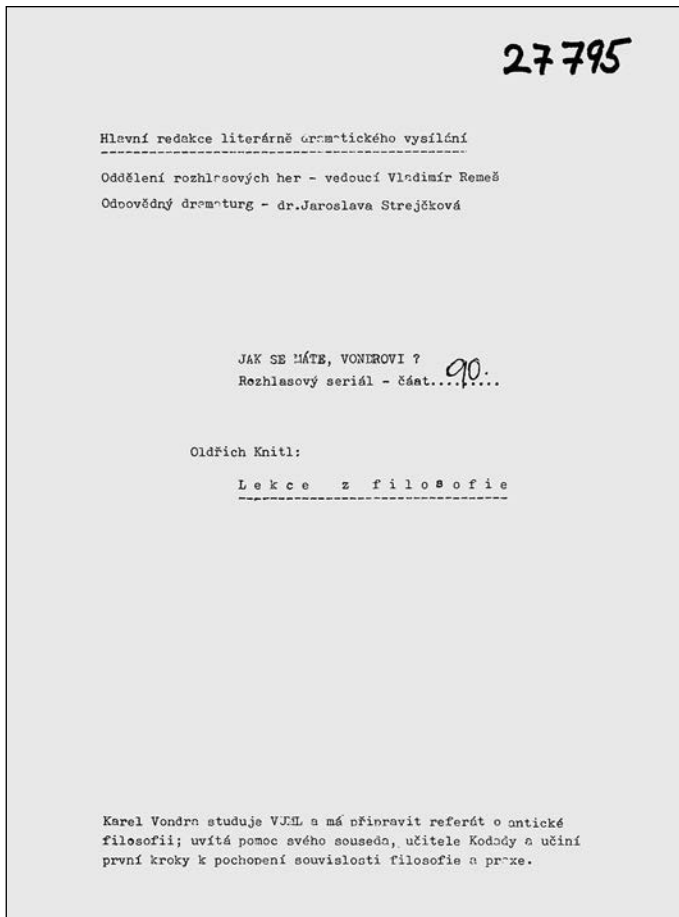 27795
Hlavní redakce literárně dramatického vysílání
Oddělení rozhlasových her - vedoucí Vladimír Remeš
Odpovědný dramaturg - dr.Jaroslava Strejčková
JAK SE MÁTE, VONDROVI ?
Rozhlasový seriál - část....90.....
Oldřich Knitl:
Lekce z filosofie
Karel Vondra studuje VUML a má připravit referát o antické
filosofii; uvítá pomoc svého souseda, učitele Kodady a učiní
první kroky k pochopení souvislosti filosofie a praxe.